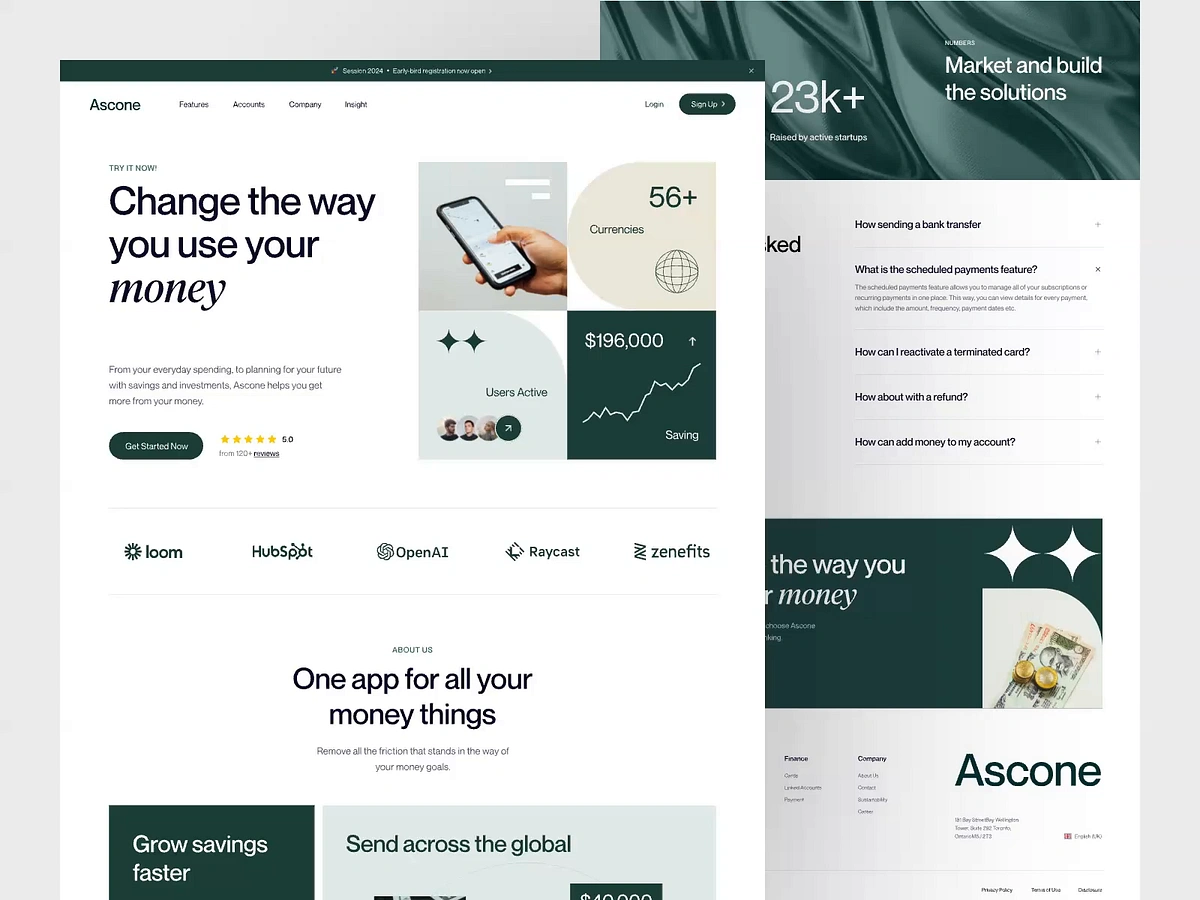 Session 2024 • Early-bird registration now open
Ascone
Features
Accounts
Company
Insight
Login
Sign Up
TRY IT NOW!
Change the way
you use your
money
From your everyday spending, to planning for your future
with savings and investments, Ascone helps you get
more from your money.
Get Started Now
5.0
from 120+ reviews
56+
Currencies
Users Active
$196,000
Saving
loom
HubSpot
OpenAI
Raycast
zenefits
ABOUT US
One app for all your
money things
Remove all the friction that stands in the way of
your money goals.
Grow savings
faster
Send across the global
$40,000
23k+
Raised by active startups
NUMBERS
Market and build
the solutions
sked
How sending a bank transfer
What is the scheduled payments feature?
The scheduled payments feature allows you to manage all of your subscriptions or
recurring payments in one place. This way, you can view details for every payment,
which include the amount, frequency, payment dates etc.
How can I reactivate a terminated card?
How about with a refund?
How can add money to my account?
the way you
r money
choose Ascone
nking
Finance
Cards
Linked Accounts
Payment
Company
About Us
Contact
Sustainability
Career
Ascone
181 Bay Street Bay Wellington
Tower, Suite 292 Toronto,
Ontario M5J 2T3
English (UK)
Privacy Policy
Terms of Use
Disclosure